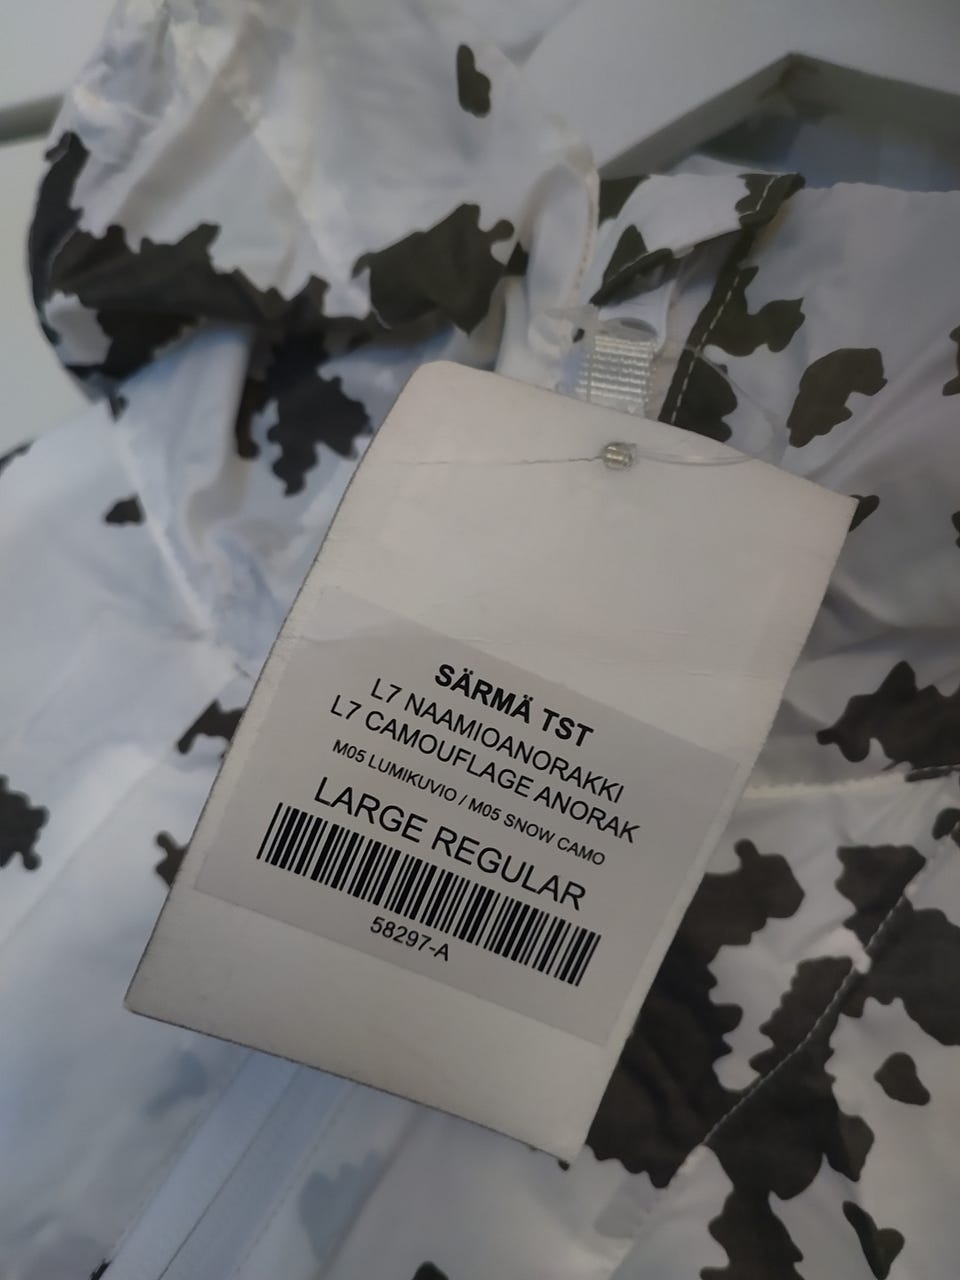 SÄRMÄ TST
L7 NAAMIOANORAKKI
L7 CAMOUFLAGE ANORAK
M05 LUMIKUVIO / M05 SNOW CAMO
LARGE REGULAR
58297-A